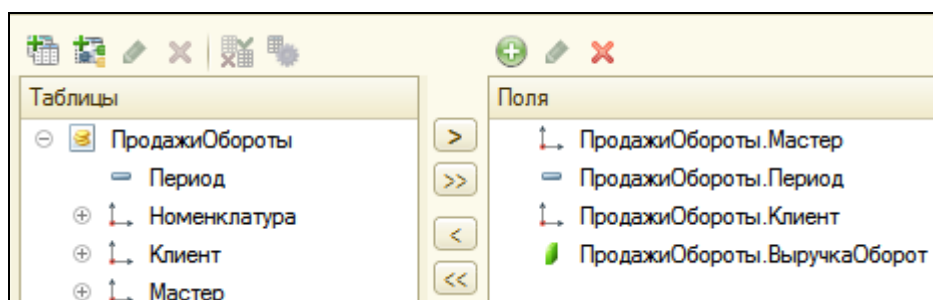 Таблицы
ПродажиОбороты
Период
Номенклатура
Клиент
Мастер
>
>>
<
<<
Поля
ПродажиОбороты.Мастер
ПродажиОбороты.Период
ПродажиОбороты.Клиент
ПродажиОбороты.ВыручкаОборот